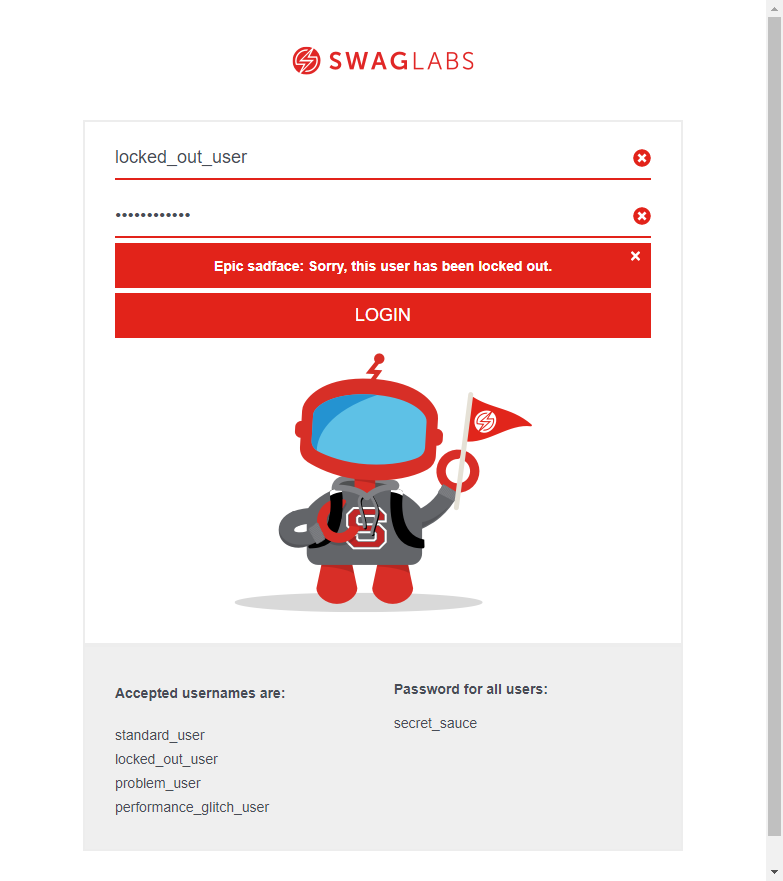 SWAGLABS
locked_out_user
••••••••••••
Epic sadface: Sorry, this user has been locked out.
LOGIN
S
Accepted usernames are:
standard_user
locked_out_user
problem_user
performance_glitch_user
Password for all users:
secret_sauce